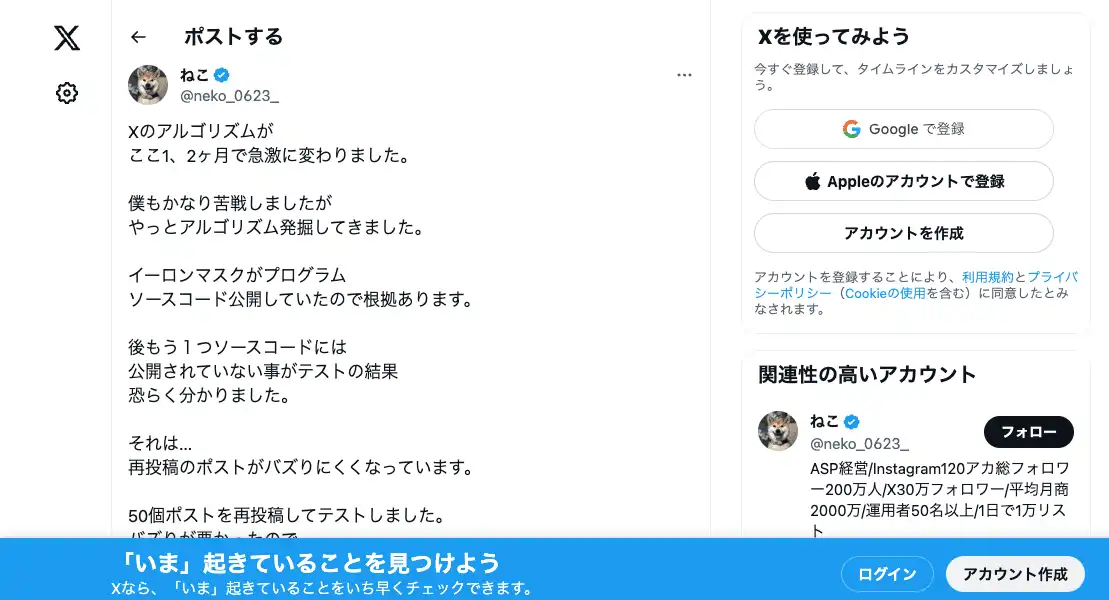 ポストする
ねこ
@neko_0623_
Xのアルゴリズムが
ここ1、2ヶ月で急激に変わりました。
僕もかなり苦戦しましたが
やっとアルゴリズム発掘してきました。
イーロンマスクがプログラム
ソースコード公開していたので根拠あります。
後もう１つソースコードには
公開されていない事がテストの結果
恐らく分かりました。
それは...
再投稿のポストがバズりにくくなっています。
50個ポストを再投稿してテストしました。
バズりが悪かったので
Xを使ってみよう
今すぐ登録して、タイムラインをカスタマイズしましょ
う。
Google で登録
Appleのアカウントで登録
アカウントを作成
アカウントを登録することにより、利用規約とプライバ
シーポリシー（Cookieの使用を含む）に同意したとみ
なされます。
関連性の高いアカウント
ねこ
@neko_0623_
フォロー
ASP経営/Instagram120アカ総フォロワ
ー200万人/X30万フォロワー/平均月商
2000万/運用者50名以上/1日で1万リス
ト
「いま」起きていることを見つけよう
Xなら、「いま」起きていることをいち早くチェックできます。
ログイン
アカウント作成